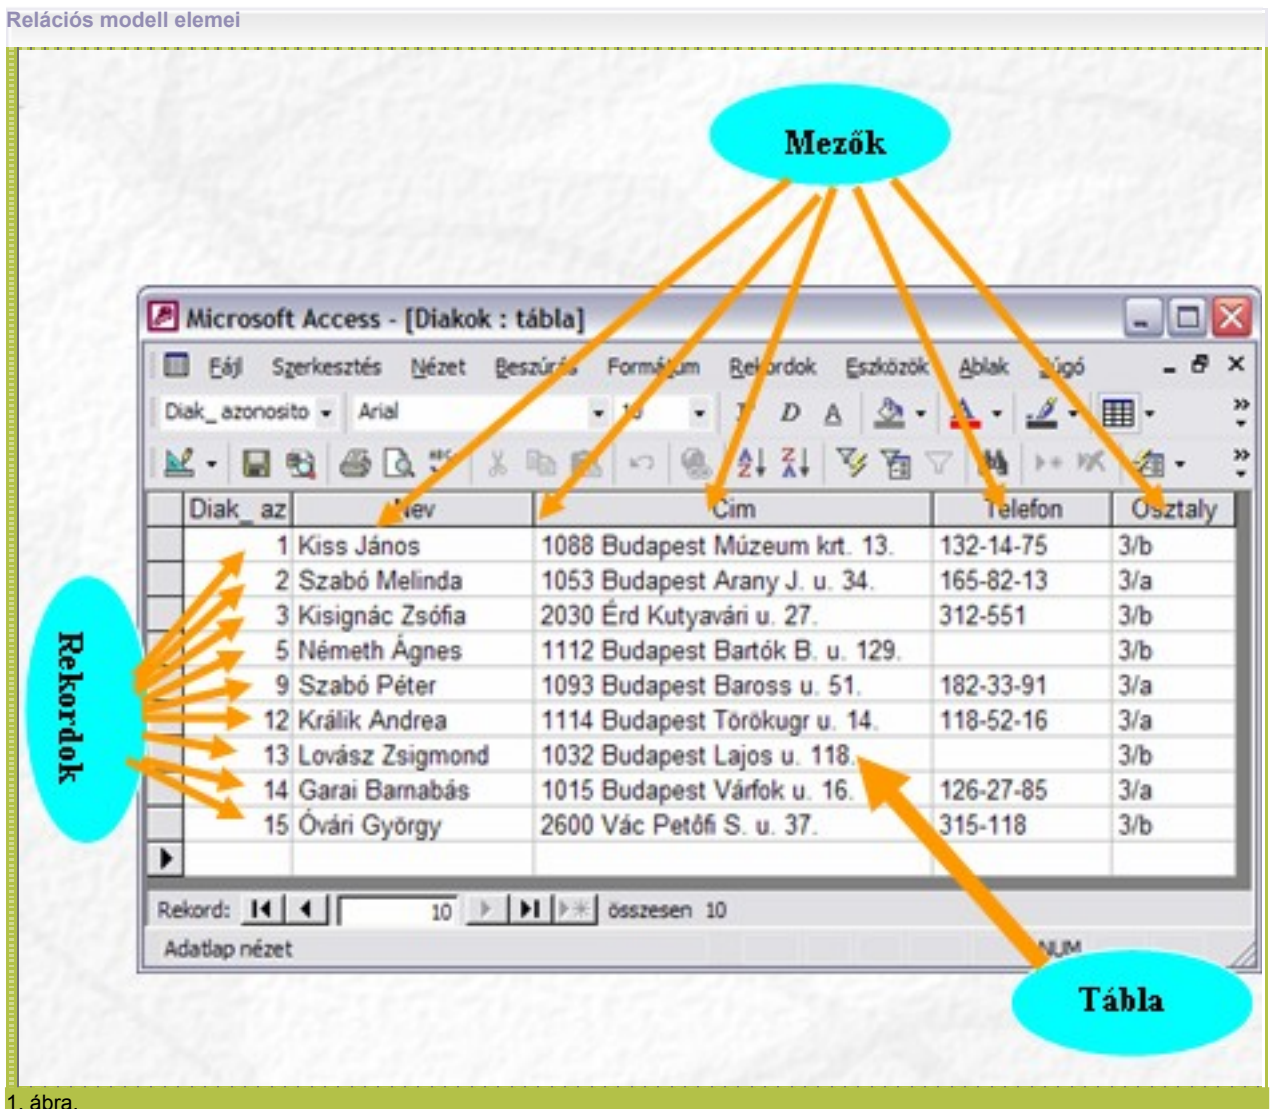 Relációs modell elemei
Mezők
Microsoft Access - [Diakok : tábla]
Fájl Szerkesztés Nézet Beszúrás Formátum Rekordok Eszközök Ablak Súgó
Diak_ azonosito Arial 10 D A
Diak_ az Nev Cim Telefon Osztaly
1 Kiss János 1088 Budapest Múzeum krt. 13. 132-14-75 3/b
2 Szabó Melinda 1053 Budapest Arany J. u. 34. 165-82-13 3/a
3 Kisignác Zsófia 2030 Érd Kutyavári u. 27. 312-551 3/b
5 Németh Ágnes 1112 Budapest Bartók B. u. 129. 3/b
9 Szabó Péter 1093 Budapest Baross u. 51. 182-33-91 3/a
12 Králik Andrea 1114 Budapest Törökugr u. 14. 118-52-16 3/a
13 Lovász Zsigmond 1032 Budapest Lajos u. 118. 3/b
14 Garai Barnabás 1015 Budapest Várfok u. 16. 126-27-85 3/a
15 Óvári György 2600 Vác Petőfi S. u. 37. 315-118 3/b
Rekordok
Rekord: 10 összesen 10
Adatlap nézet NUM
Tábla
1. ábra.